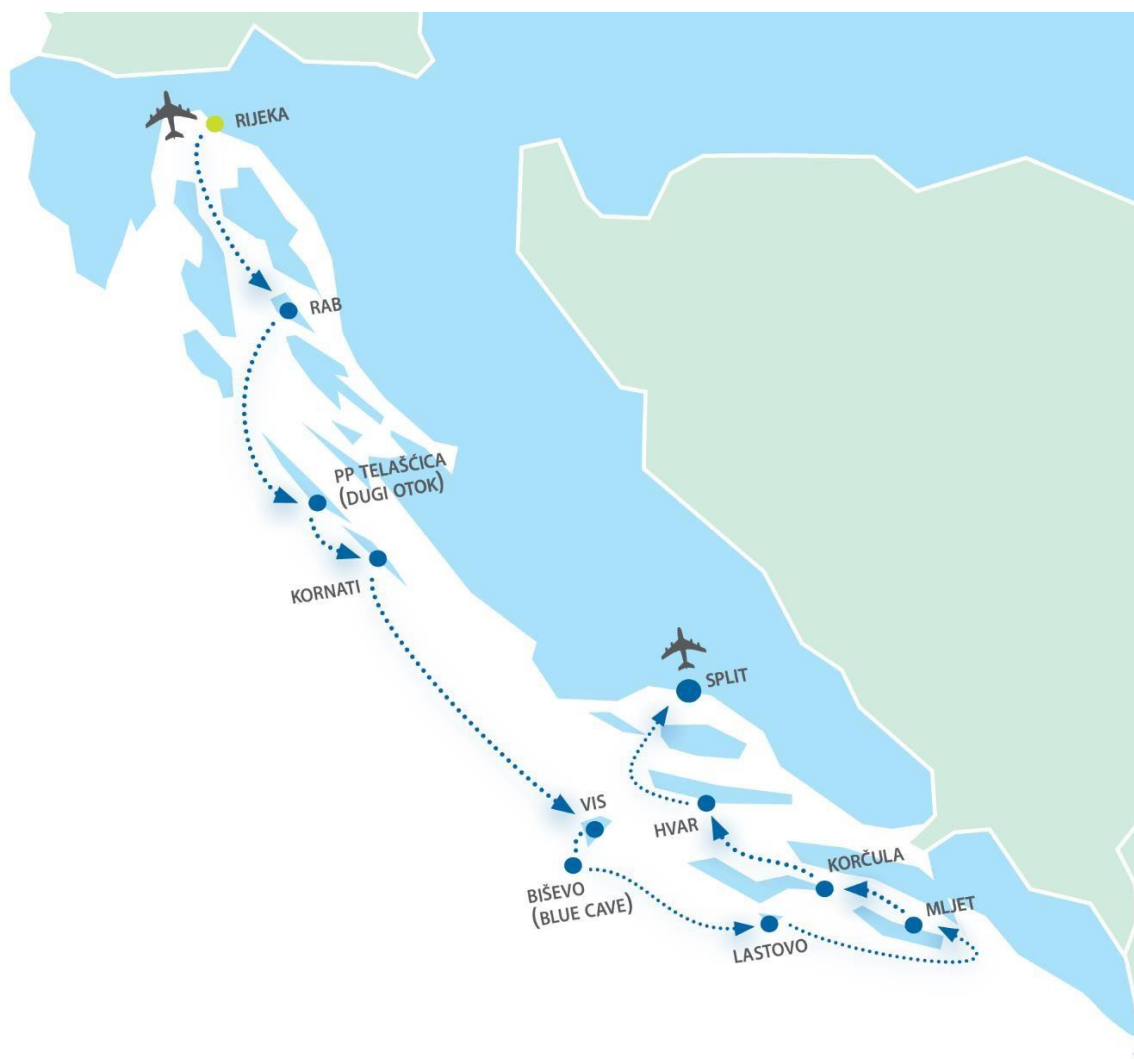 RIJEKA
RAB
PP TELAŠĆICA
(DUGI OTOK)
KORNATI
SPLIT
VIS
HVAR
BIŠEVO
(BLUE CAVE)
KORČULA
MLJET
LASTOVO